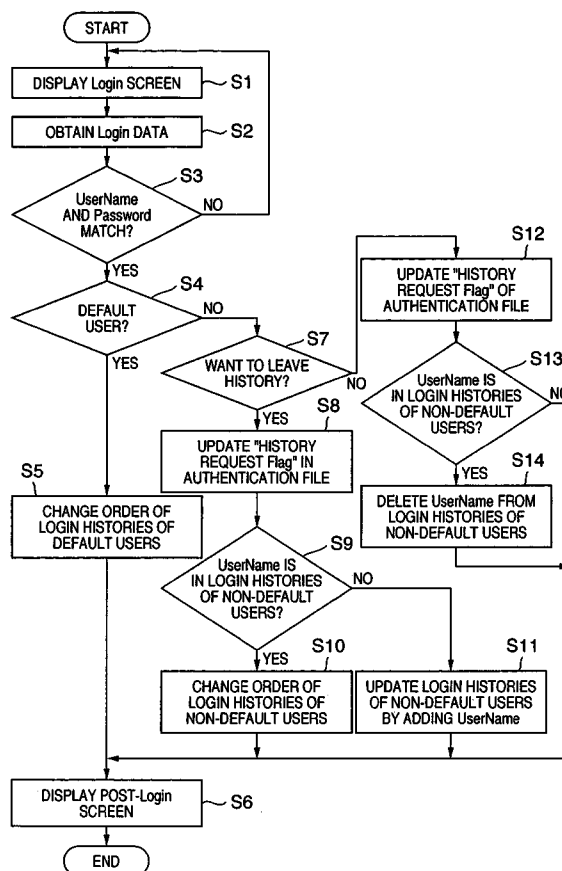 START
DISPLAY Login SCREEN
S1
OBTAIN Login DATA
S2
S3
UserName
AND Password
MATCH?
NO
YES
S4
DEFAULT
USER?
NO
YES
S7
WANT TO LEAVE
HISTORY?
NO
YES
S12
UPDATE "HISTORY
REQUEST Flag" OF
AUTHENTICATION FILE
S13
UserName IS
IN LOGIN HISTORIES
OF NON-DEFAULT
USERS?
NO
YES
S14
DELETE UserName FROM
LOGIN HISTORIES OF
NON-DEFAULT USERS
S8
UPDATE "HISTORY
REQUEST Flag" IN
AUTHENTICATION FILE
S5
CHANGE ORDER OF
LOGIN HISTORIES OF
DEFAULT USERS
S9
UserName IS
IN LOGIN HISTORIES
OF NON-DEFAULT
USERS?
NO
YES
S10
CHANGE ORDER OF
LOGIN HISTORIES OF
NON-DEFAULT USERS
S11
UPDATE LOGIN HISTORIES
OF NON-DEFAULT USERS
BY ADDING UserName
DISPLAY POST-Login
SCREEN
S6
END